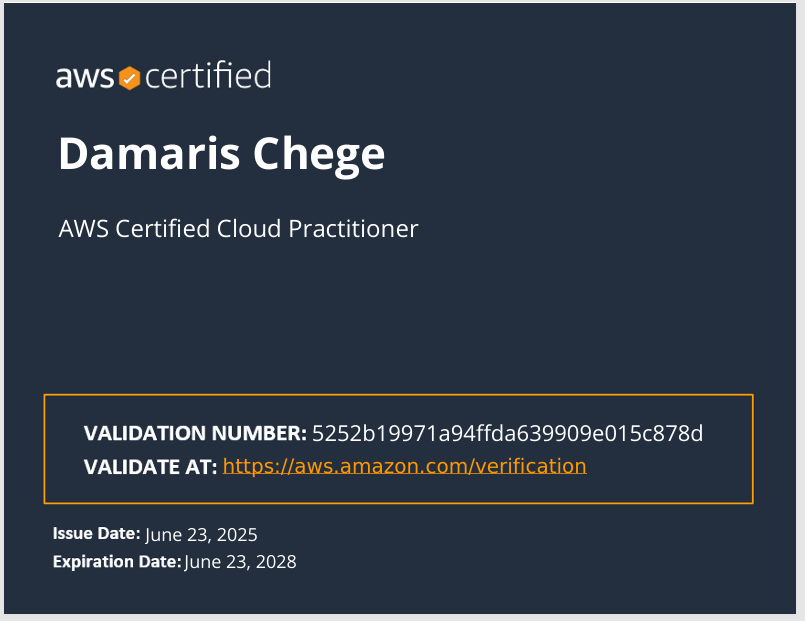 aws certified
Damaris Chege
AWS Certified Cloud Practitioner
VALIDATION NUMBER: 5252b19971a94ffda639909e015c878d
VALIDATE AT: https://aws.amazon.com/verification
Issue Date: June 23, 2025
Expiration Date: June 23, 2028